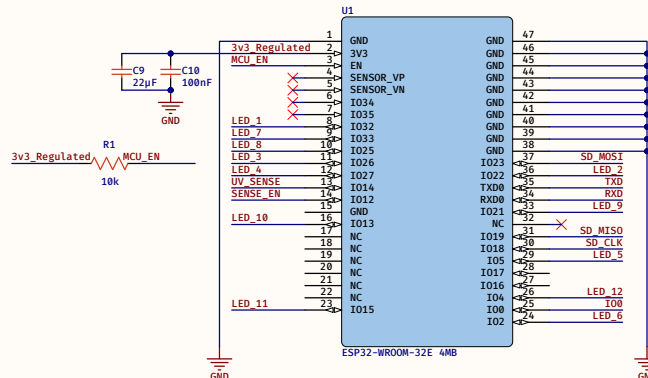 U1
1 GND GND 47
3v3_Regulated 2 3V3 GND 46
MCU_EN 3 EN GND 45
4 SENSOR_VP GND 44
5 SENSOR_VN GND 43
6 IO34 GND 42
7 IO35 GND 41
LED_1 8 IO32 GND 40
LED_7 9 IO33 GND 39
LED_8 10 IO25 GND 38
LED_3 11 IO26 IO23 37 SD_MOSI
LED_4 12 IO27 IO22 36 LED_2
UV_SENSE 13 IO14 TXD0 35 TXD
SENSE_EN 14 IO12 RXD0 34 RXD
15 GND IO21 33 LED_9
LED_10 16 IO13 NC 32
17 NC IO19 31 SD_MISO
18 NC IO18 30 SD_CLK
19 NC IO5 29 LED_5
20 NC IO17 28
21 NC IO16 27
22 NC IO4 26 LED_12
LED_11 23 IO15 IO0 25 IO0
IO2 24 LED_6
ESP32-WROOM-32E 4MB
C9
22µF
C10
100nF
GND
R1
3v3_Regulated MCU_EN
10k
GND
GND